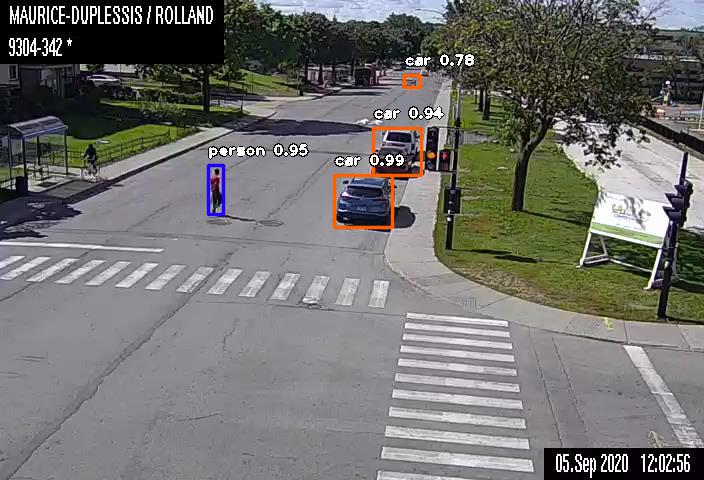 MAURICE-DUPLESSIS / ROLLAND
9304-342 *
car 0.78
car 0.94
person 0.95
car 0.99
05.Sep 2020 12:02:56